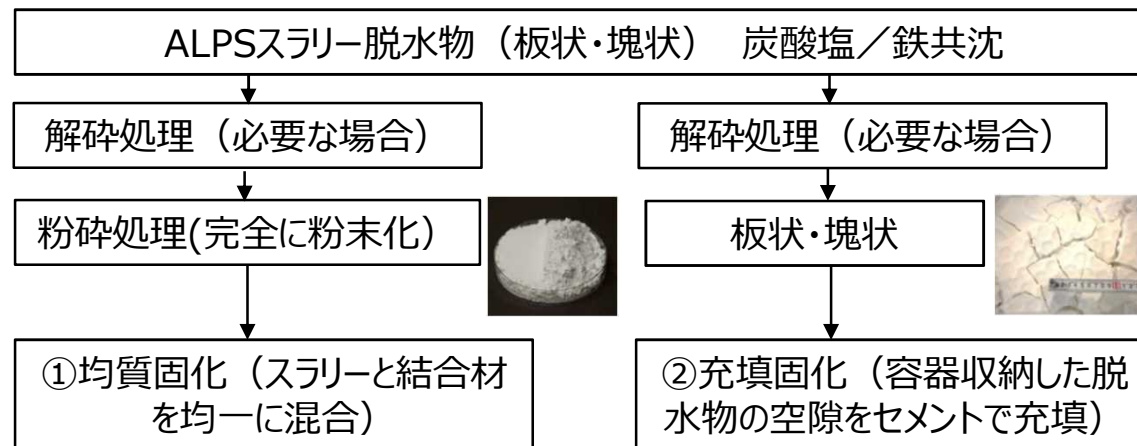 ALPSスラリー脱水物（板状・塊状）　炭酸塩／鉄共沈
解砕処理（必要な場合）
粉砕処理(完全に粉末化）
①均質固化（スラリーと結合材
を均一に混合）
解砕処理（必要な場合）
板状・塊状
②充填固化（容器収納した脱
水物の空隙をセメントで充填）